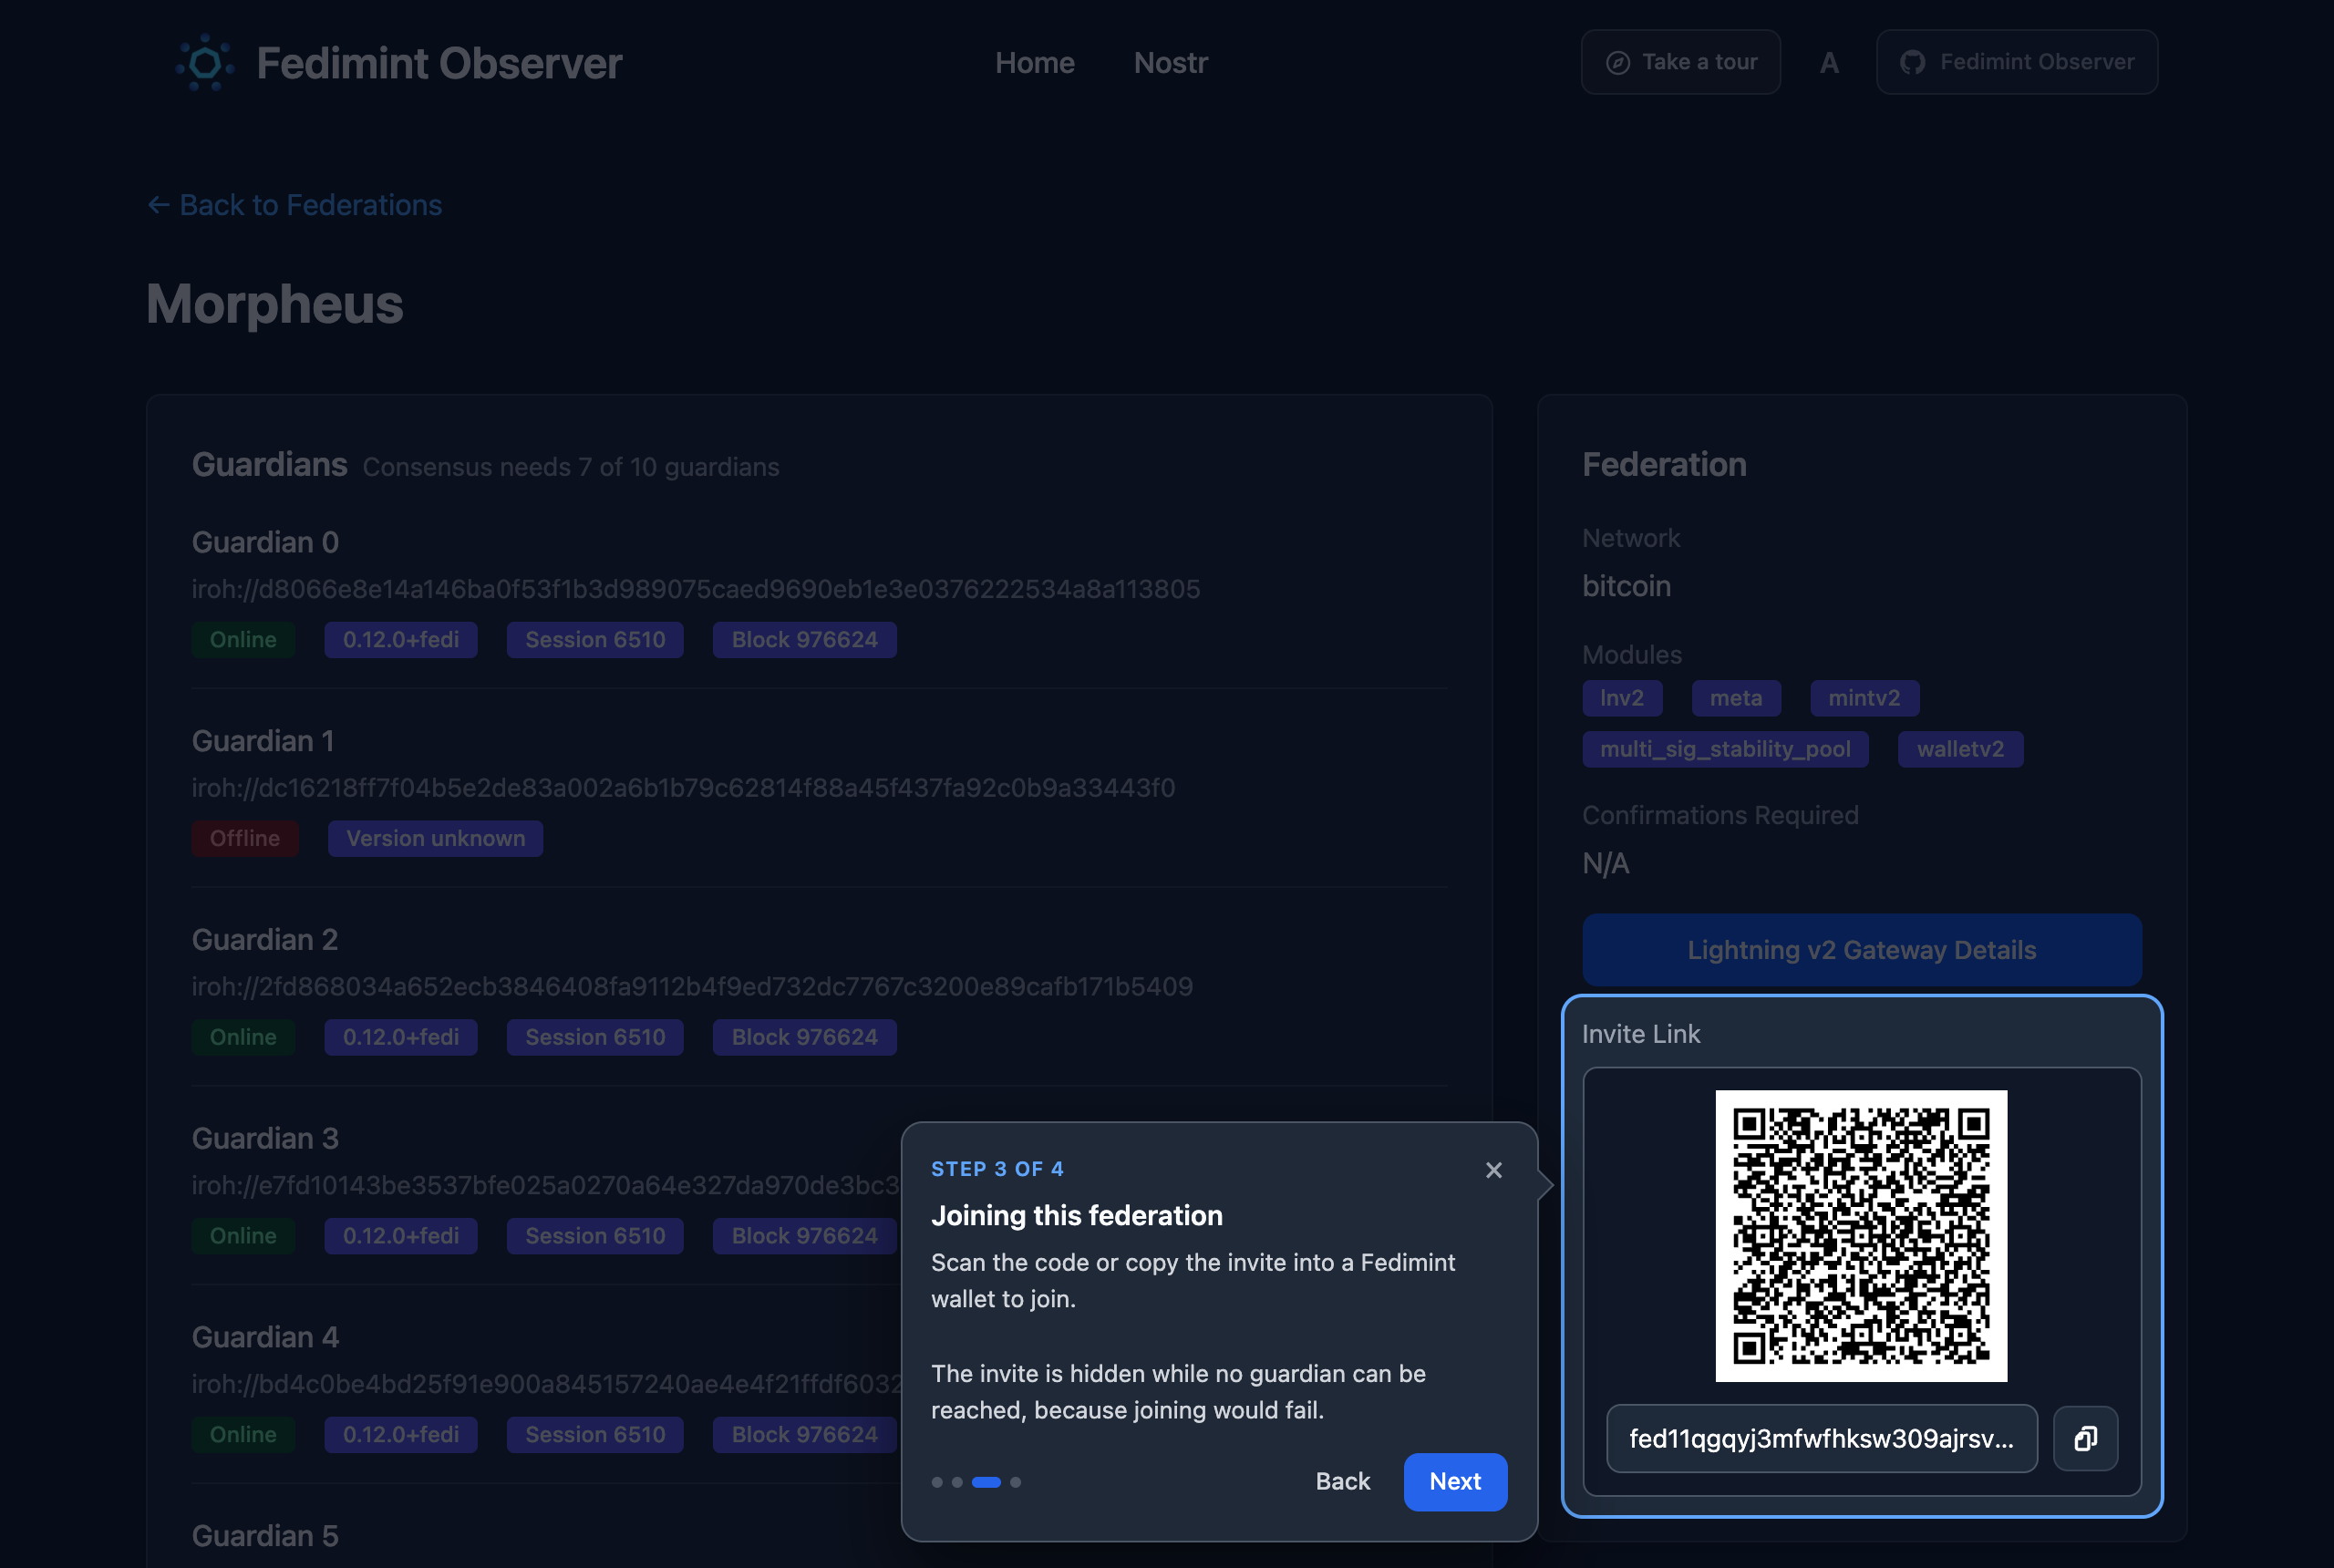 Fedimint Observer
Home
Nostr
Take a tour
A
Fedimint Observer
← Back to Federations
Morpheus
Guardians Consensus needs 7 of 10 guardians
Guardian 0
iroh://d8066e8e14a146ba0f53f1b3d989075caed9690eb1e3e0376222534a8a113805
Online 0.12.0+fedi Session 6510 Block 976624
Guardian 1
iroh://dc16218ff7f04b5e2de83a002a6b1b79c62814f88a45f437fa92c0b9a33443f0
Offline Version unknown
Guardian 2
iroh://2fd868034a652ecb3846408fa9112b4f9ed732dc7767c3200e89cafb171b5409
Online 0.12.0+fedi Session 6510 Block 976624
Guardian 3
iroh://e7fd10143be3537bfe025a0270a64e327da970de3bc3
Online 0.12.0+fedi Session 6510 Block 976624
Guardian 4
iroh://bd4c0be4bd25f91e900a845157240ae4e4f21ffdf6032
Online 0.12.0+fedi Session 6510 Block 976624
Guardian 5
Federation
Network
bitcoin
Modules
lnv2 meta mintv2
multi_sig_stability_pool walletv2
Confirmations Required
N/A
Lightning v2 Gateway Details
Invite Link
fed11qgqyj3mfwfhksw309ajrsv...
STEP 3 OF 4
Joining this federation
Scan the code or copy the invite into a Fedimint
wallet to join.
The invite is hidden while no guardian can be
reached, because joining would fail.
Back
Next